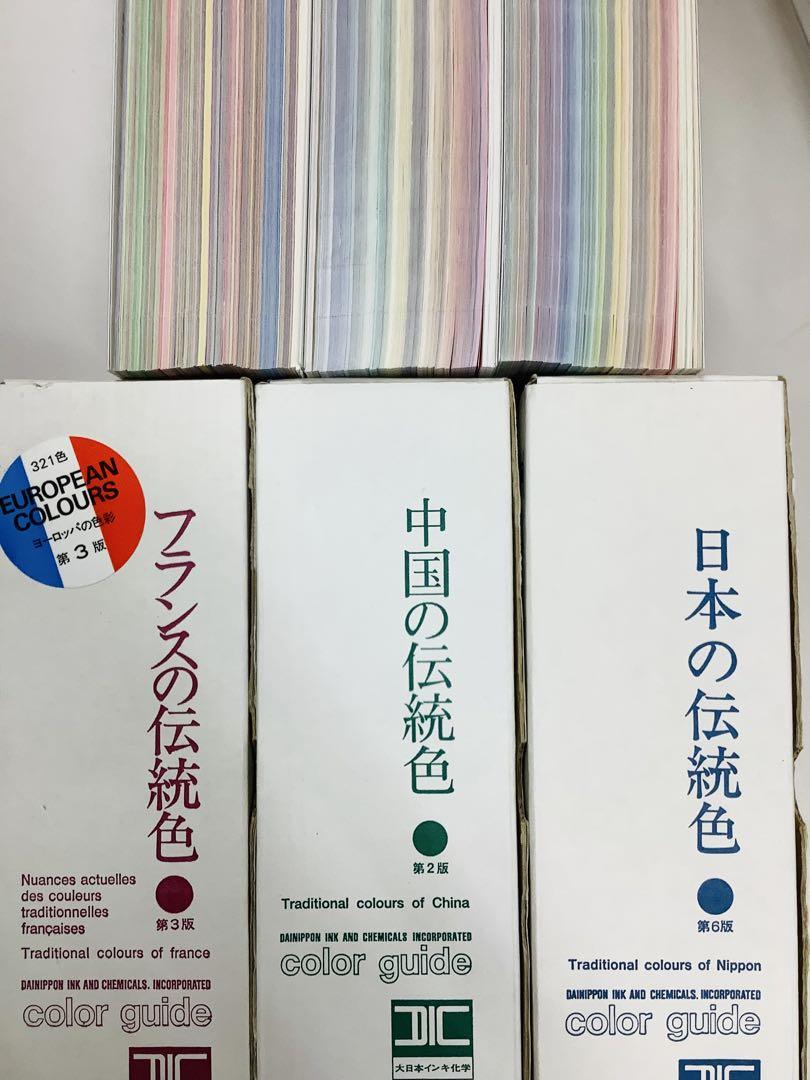 321色
EUROPEAN
COLOURS
ヨーロッパの色彩
第3版
フランスの伝統色
第3版
Nuances actuelles
des couleurs
traditionnelles
françaises
Traditional colours of france
DAINIPPON INK AND CHEMICALS. INCORPORATED
color guide
DIC
中国の伝統色
第2版
Traditional colours of China
DAINIPPON INK AND CHEMICALS INCORPORATED
color guide
DIC
大日本インキ化学
日本の伝統色
第6版
Traditional colours of Nippon
DAINIPPON INK AND CHEMICALS. INCORPORATED
color guide
DIC